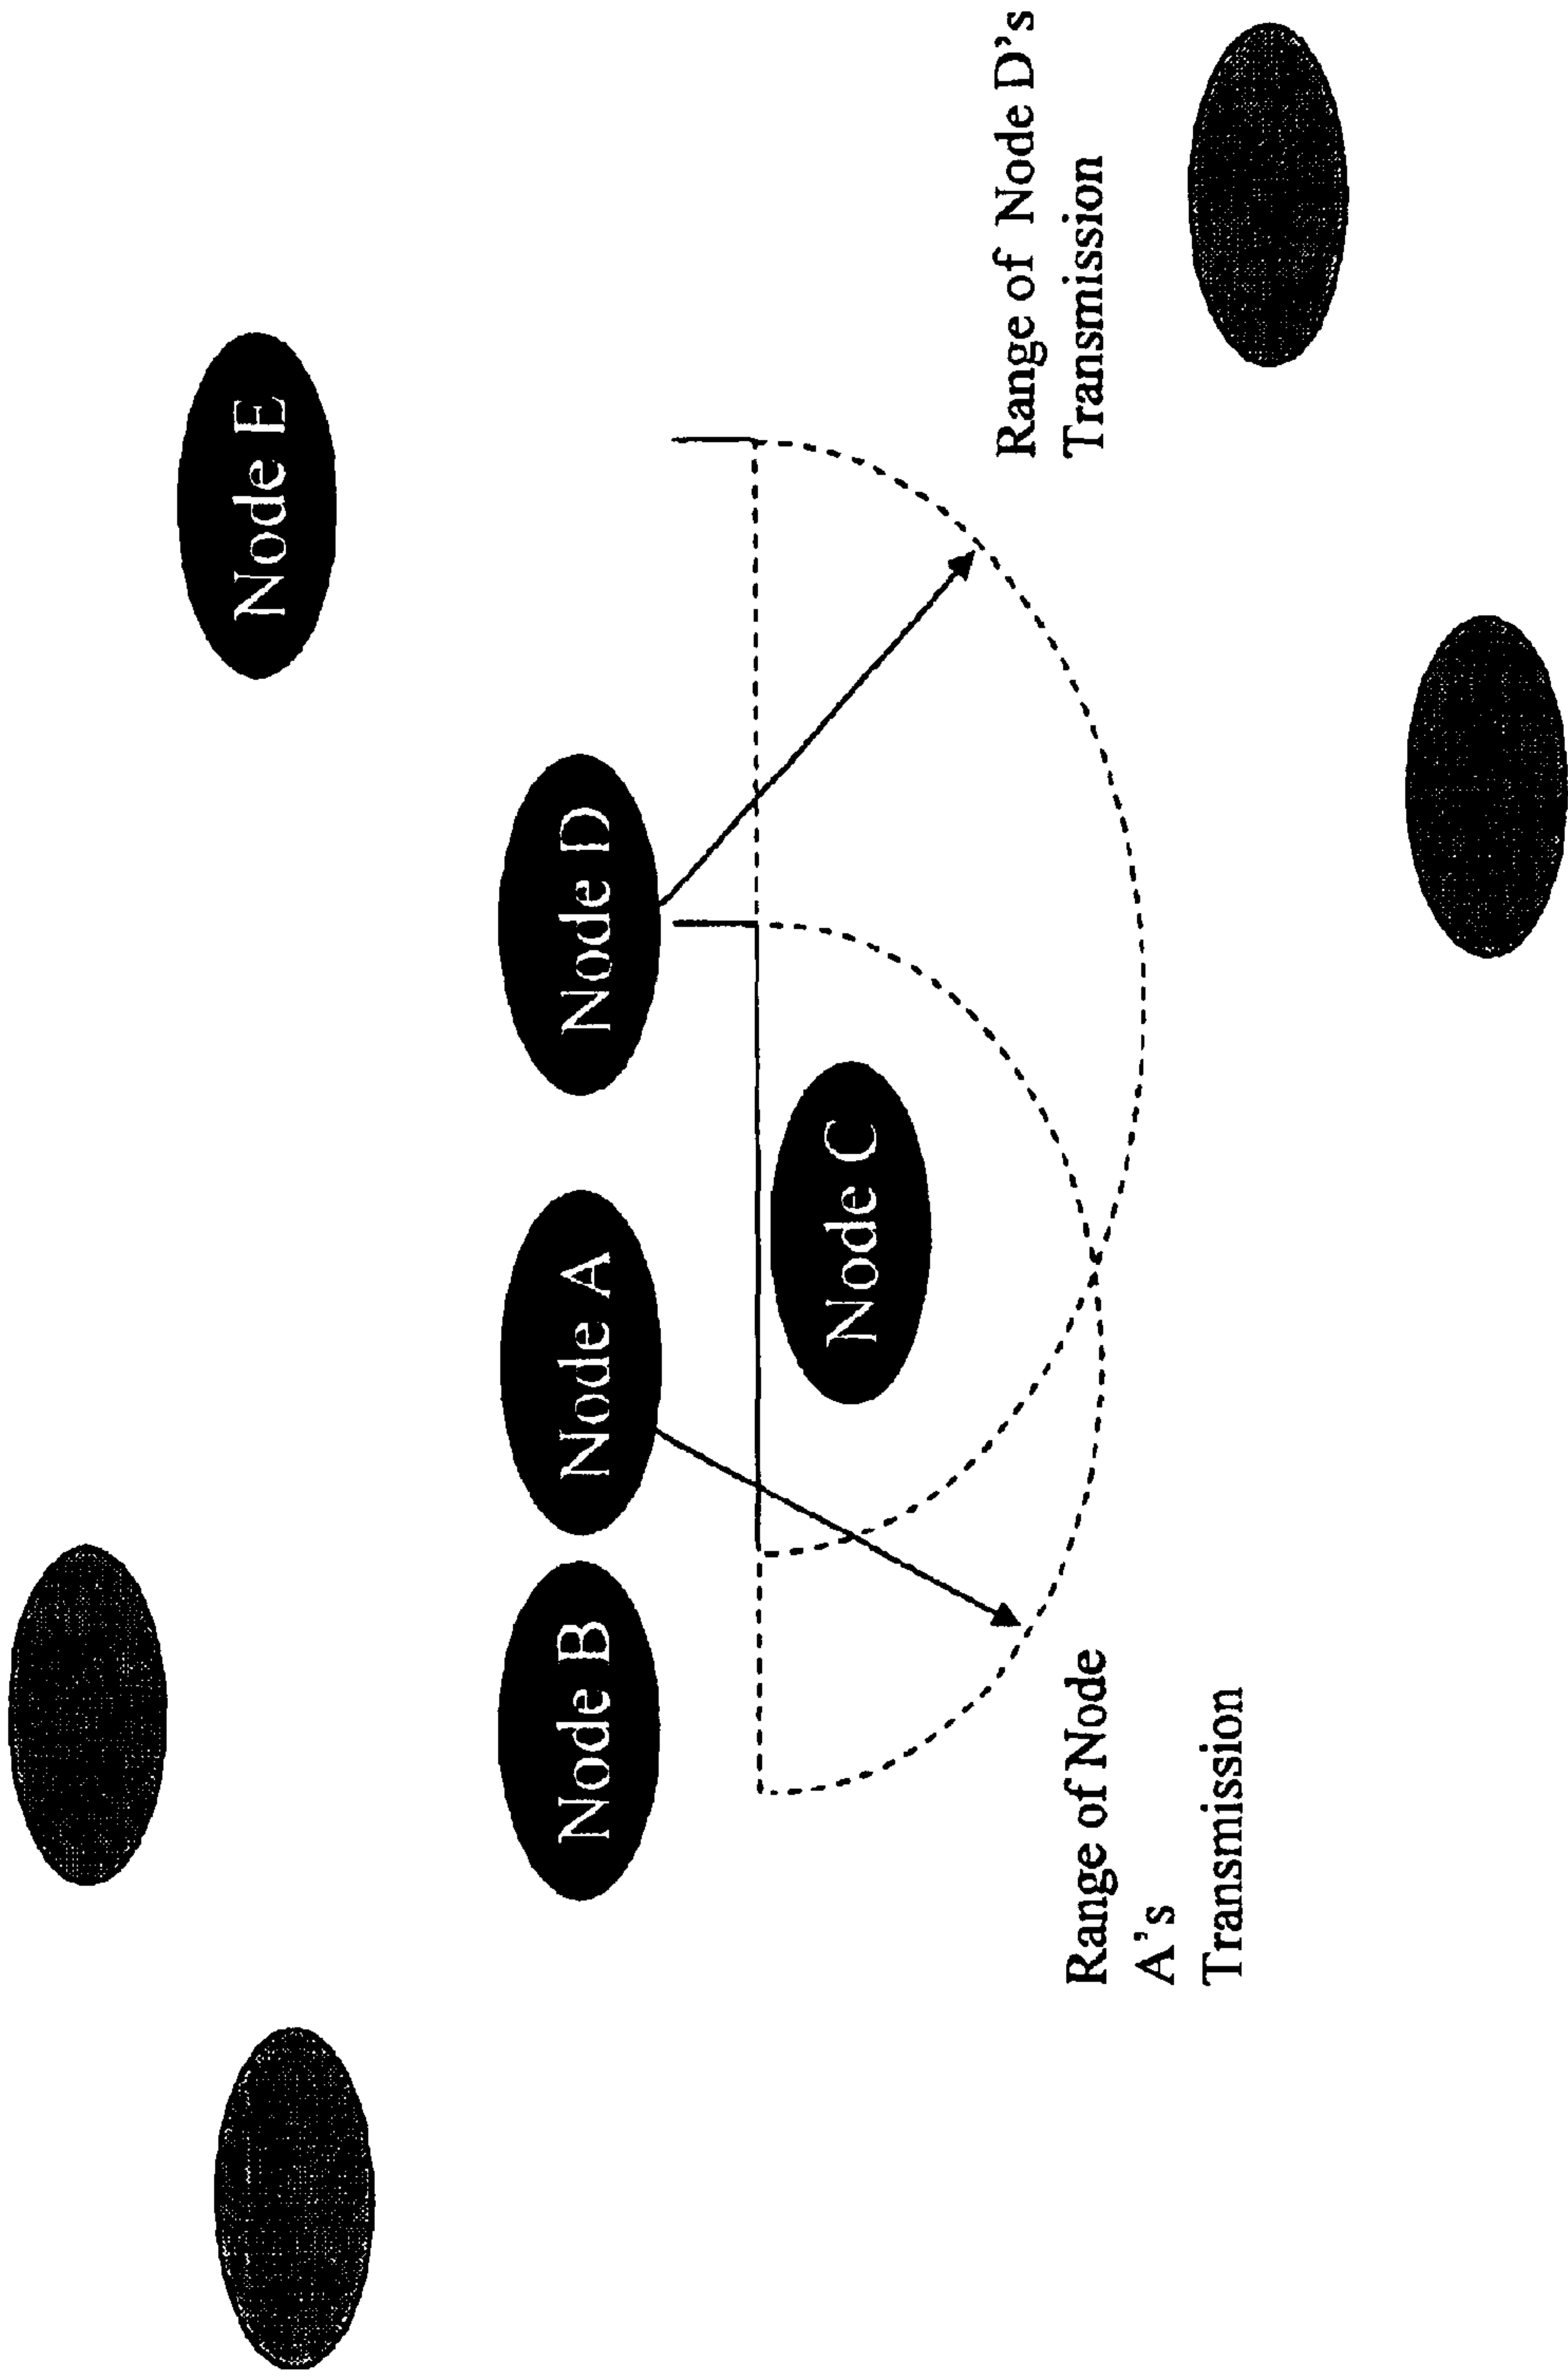 Node B
Node A
Node D
Node E
Node C
Range of Node
A's
Transmission
Range of Node D's
Transmission